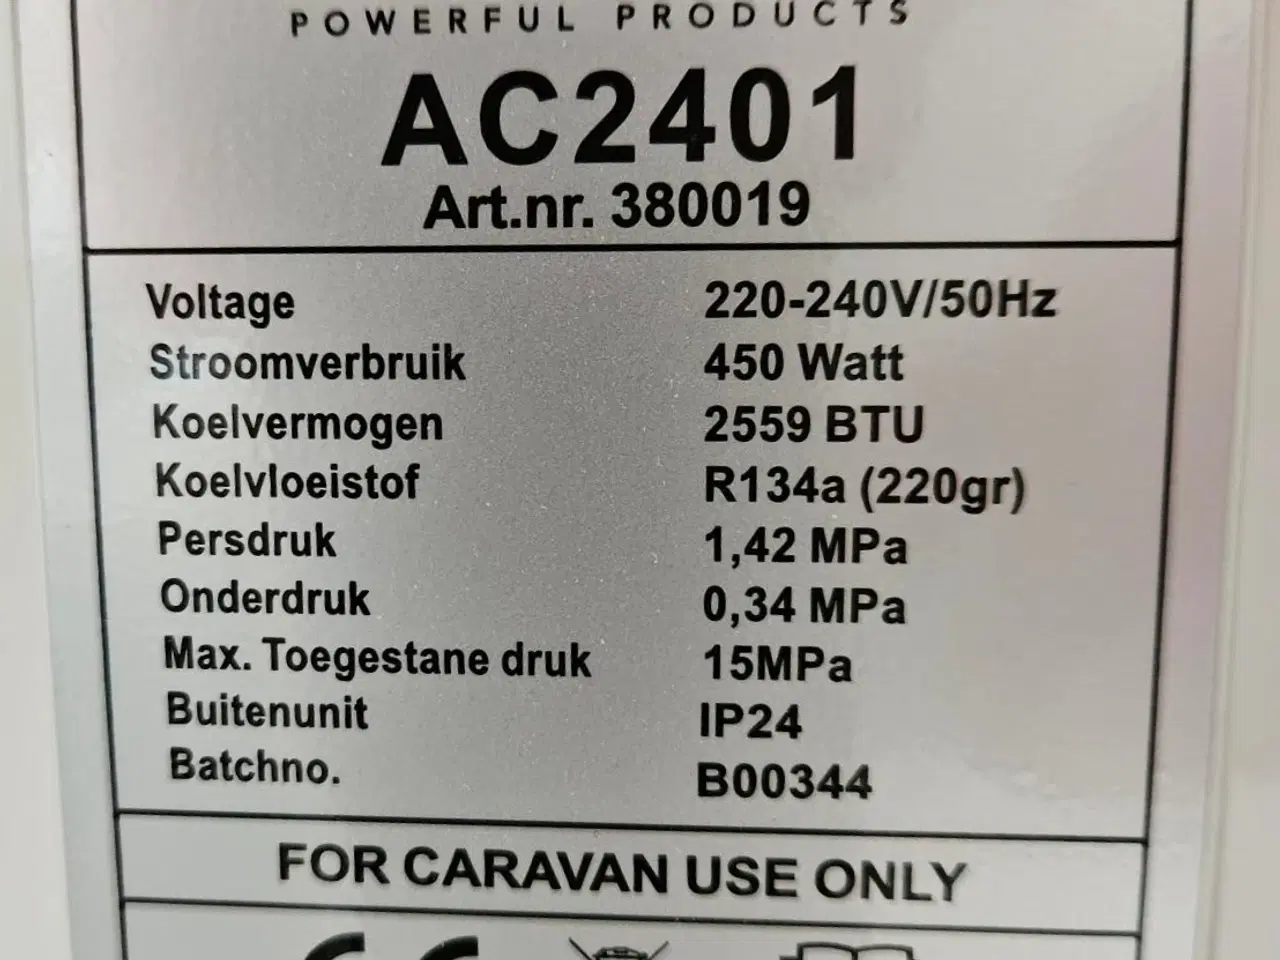 POWERFUL PRODUCTS
AC2401
Art.nr. 380019
Voltage 220-240V/50Hz
Stroomverbruik 450 Watt
Koelvermogen 2559 BTU
Koelvloeistof R134a (220gr)
Persdruk 1,42 MPa
Onderdruk 0,34 MPa
Max. Toegestane druk 15MPa
Buitenunit IP24
Batchno. B00344
FOR CARAVAN USE ONLY
CE